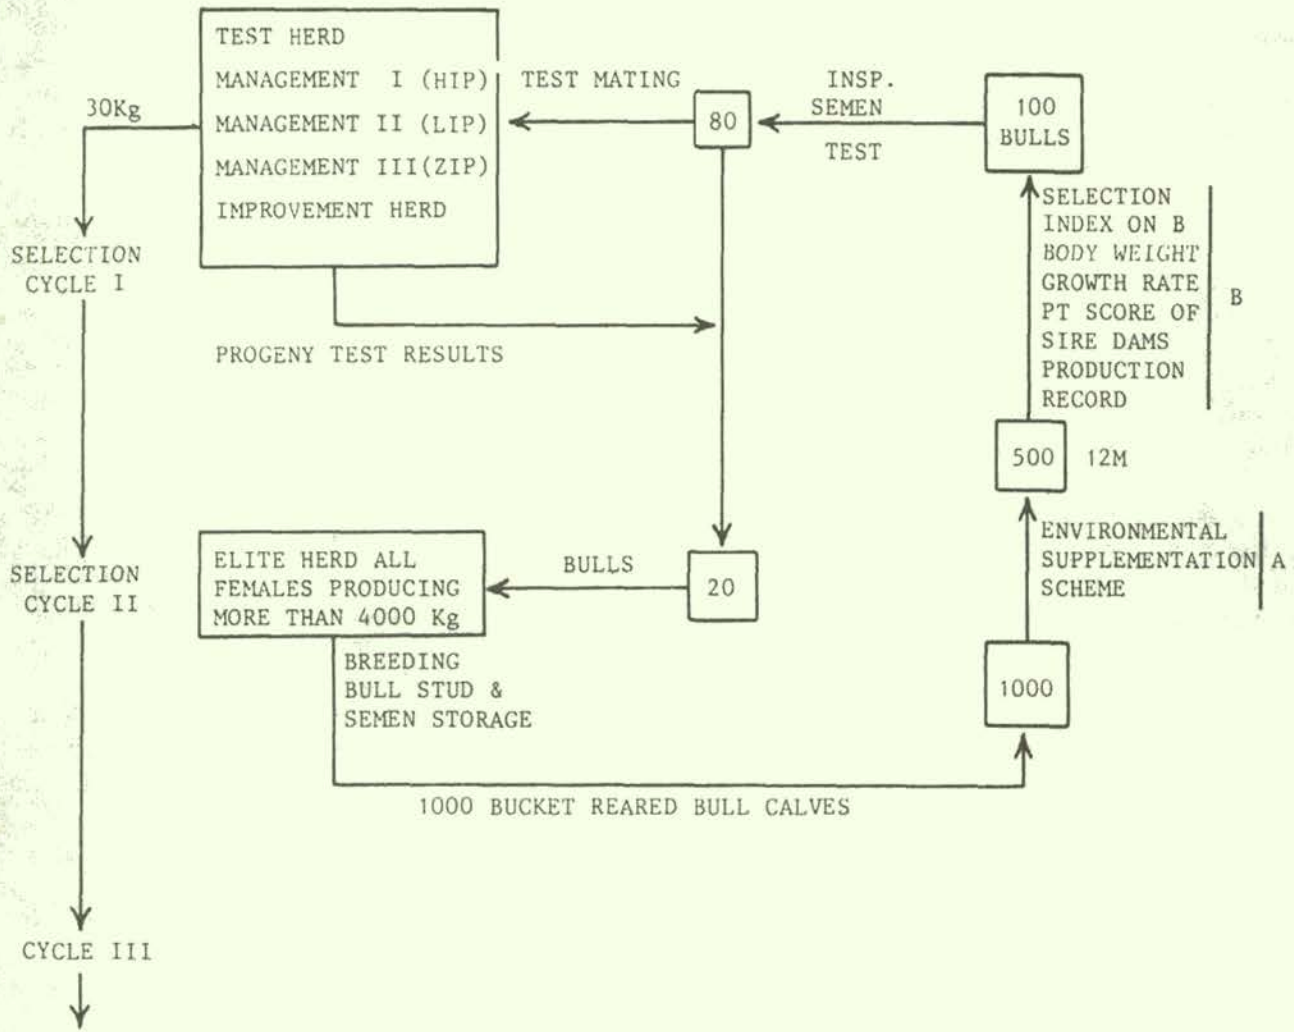 TEST HERD
MANAGEMENT I (HIP)
MANAGEMENT II (LIP)
MANAGEMENT III(ZIP)
IMPROVEMENT HERD
30Kg
TEST MATING
80
INSP.
SEMEN
TEST
100
BULLS
SELECTION
CYCLE I
PROGENY TEST RESULTS
SELECTION
INDEX ON B
BODY WEIGHT
GROWTH RATE
PT SCORE OF
SIRE DAMS
PRODUCTION
RECORD
B
500
12M
SELECTION
CYCLE II
ELITE HERD ALL
FEMALES PRODUCING
MORE THAN 4000 Kg
BULLS
20
ENVIRONMENTAL
SUPPLEMENTATION
SCHEME
A
BREEDING
BULL STUD &
SEMEN STORAGE
1000
1000 BUCKET REARED BULL CALVES
CYCLE III